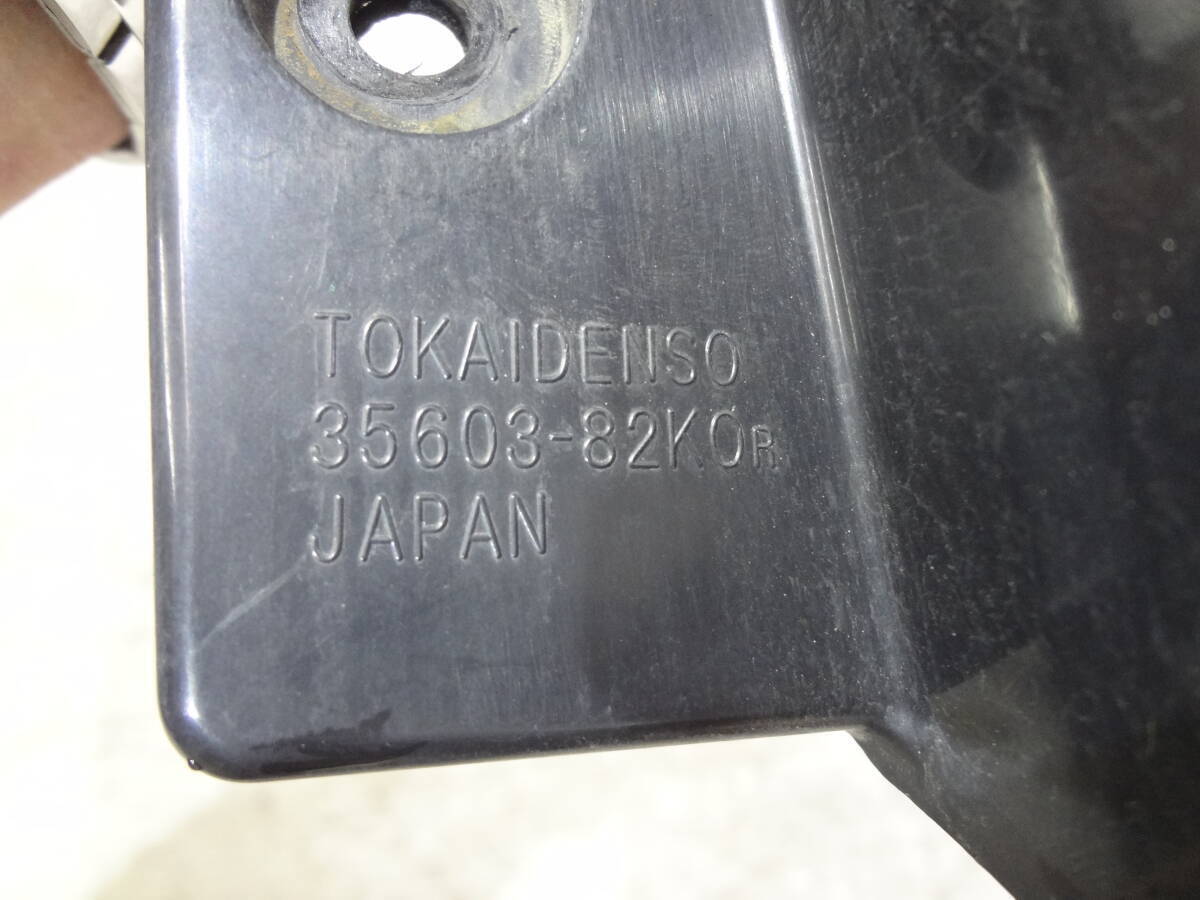 TOKAIDENSO
35603-82K0R
JAPAN